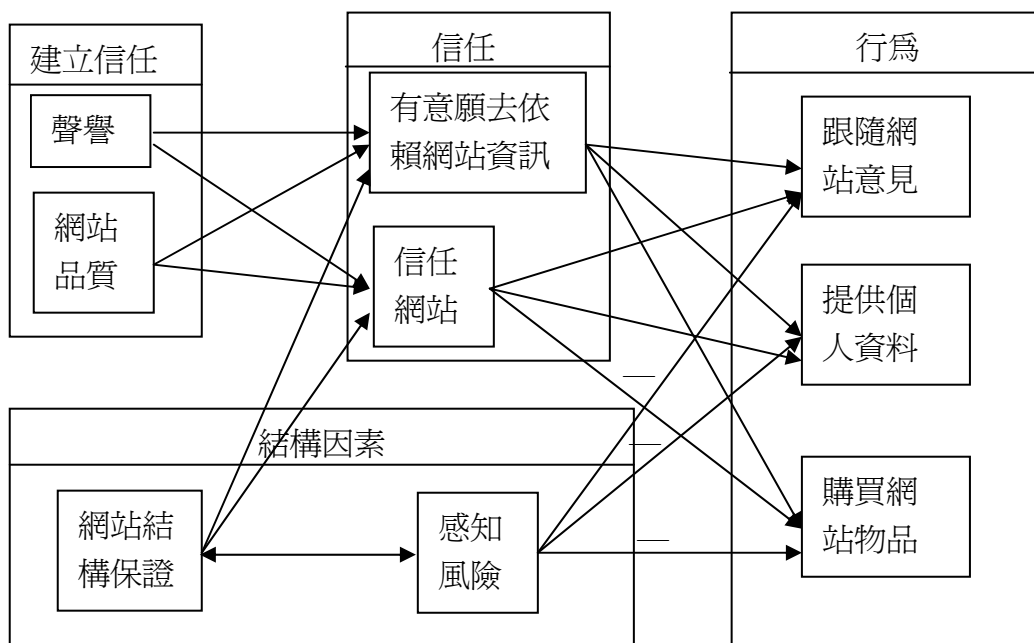 建立信任
聲譽
網站
品質
信任
有意願去依
賴網站資訊
信任
網站
行為
跟隨網
站意見
提供個
人資料
購買網
站物品
結構因素
網站結
構保證
感知
風險
—
—
—